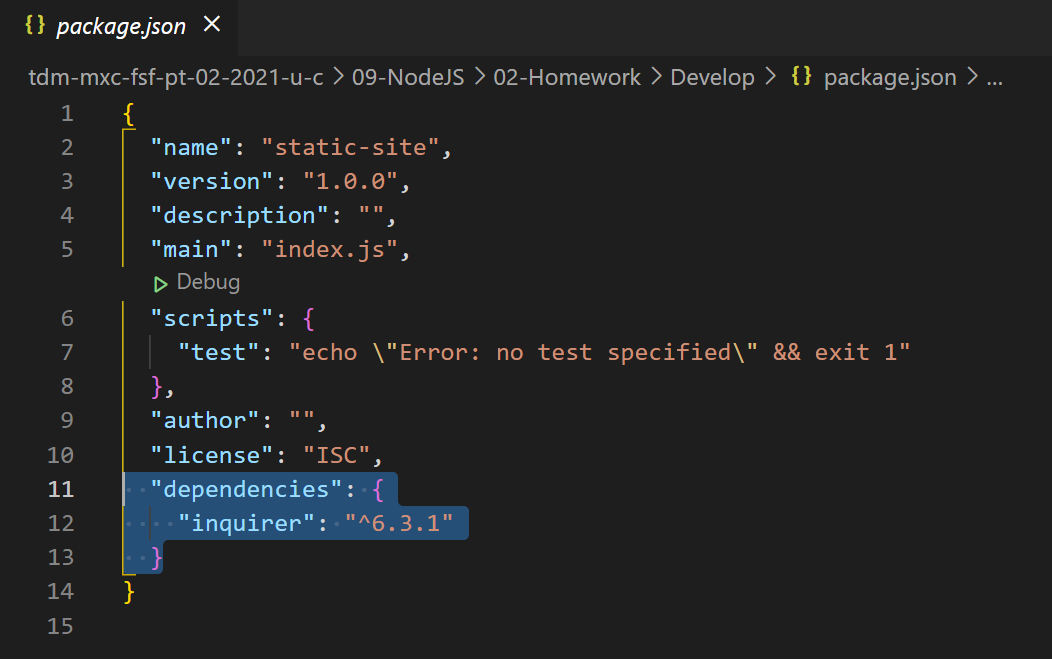 {} package.json ×
tdm-mxc-fsf-pt-02-2021-u-c > 09-NodeJS > 02-Homework > Develop > {} package.json > ...
1 {
2   "name": "static-site",
3   "version": "1.0.0",
4   "description": "",
5   "main": "index.js",
Debug
6   "scripts": {
7     "test": "echo \"Error: no test specified\" && exit 1"
8   },
9   "author": "",
10   "license": "ISC",
11   "dependencies": {
12     "inquirer": "^6.3.1"
13   }
14 }
15